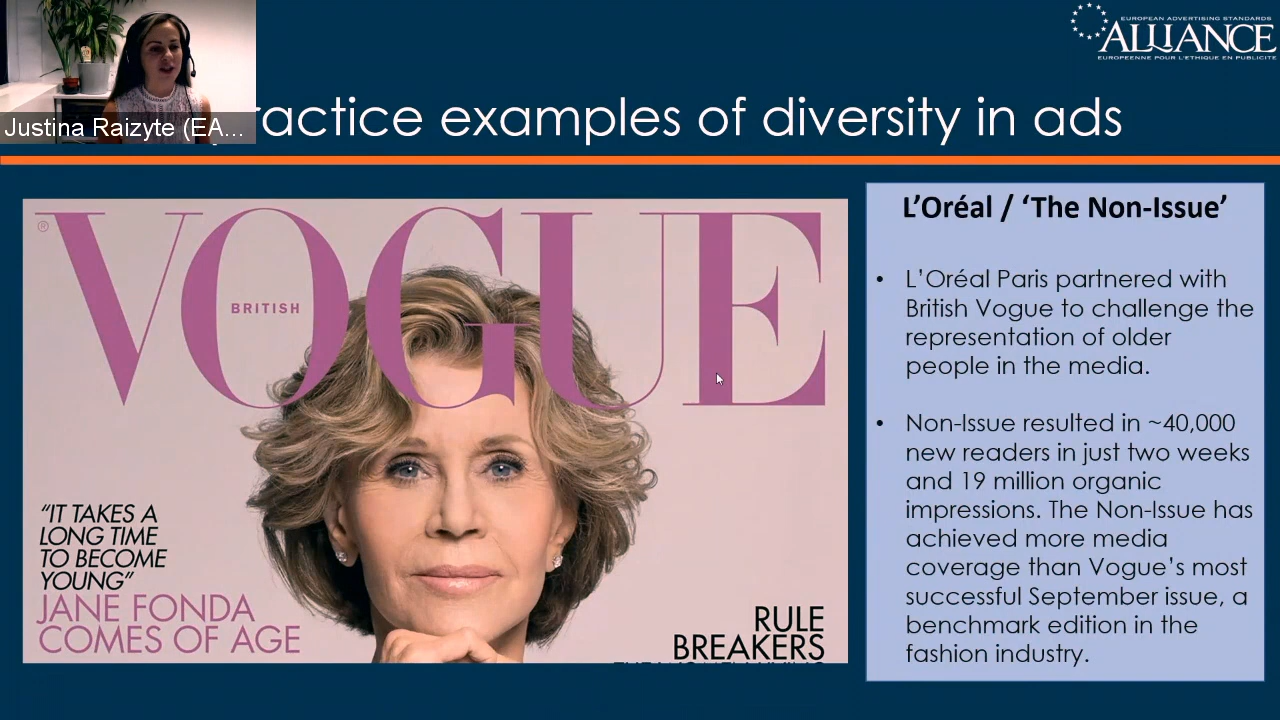 EUROPEAN ADVERTISING STANDARDS
ALLIANCE
EUROPEENNE POUR L'ETHIQUE EN PUBLICITE
Justina Raizyte (EA...
ractice examples of diversity in ads
®
VOGUE
BRITISH
"IT TAKES A
LONG TIME
TO BECOME
YOUNG"
JANE FONDA
COMES OF AGE
RULE
BREAKERS
L'Oréal / 'The Non-Issue'
• L'Oréal Paris partnered with
British Vogue to challenge the
representation of older
people in the media.
• Non-Issue resulted in ~40,000
new readers in just two weeks
and 19 million organic
impressions. The Non-Issue has
achieved more media
coverage than Vogue's most
successful September issue, a
benchmark edition in the
fashion industry.